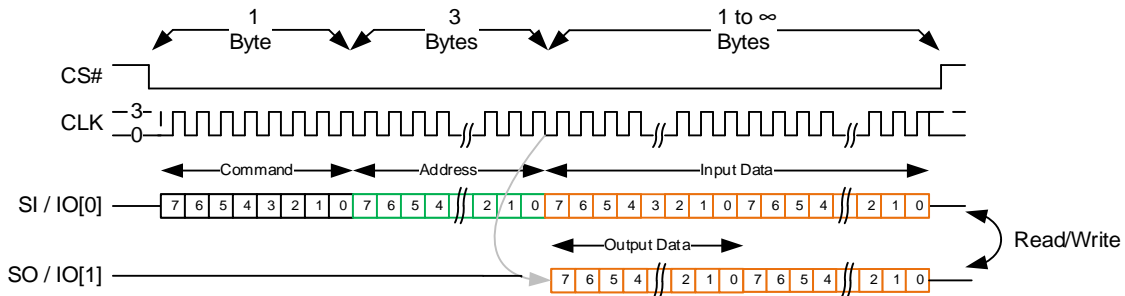 1 3 1 to ∞
Byte Bytes Bytes
CS#
3
CLK
0
Command Address Input Data
SI / IO[0] 7 6 5 4 3 2 1 0 7 6 5 4 2 1 0 7 6 5 4 3 2 1 0 7 6 5 4 2 1 0
Output Data Read/Write
SO / IO[1] 7 6 5 4 2 1 0 7 6 5 4 2 1 0